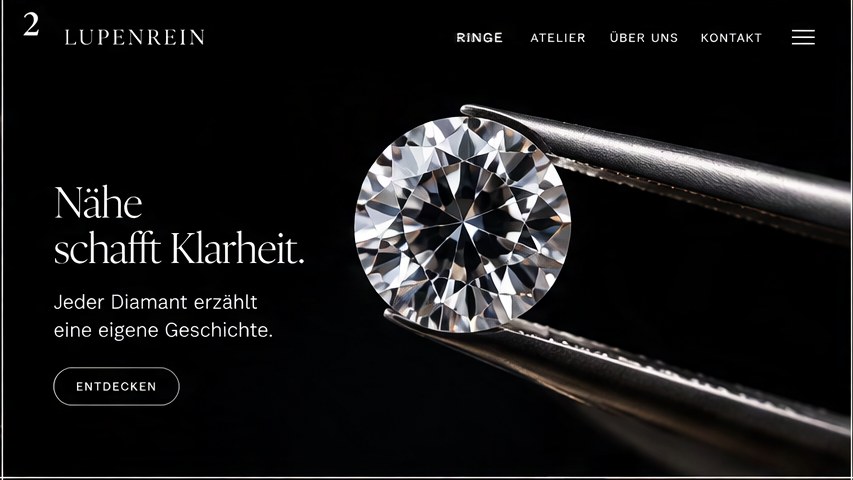 2
LUPENREIN
RINGE
ATELIER
ÜBER UNS
KONTAKT
Nähe
schafft Klarheit.
Jeder Diamant erzählt
eine eigene Geschichte.
ENTDECKEN